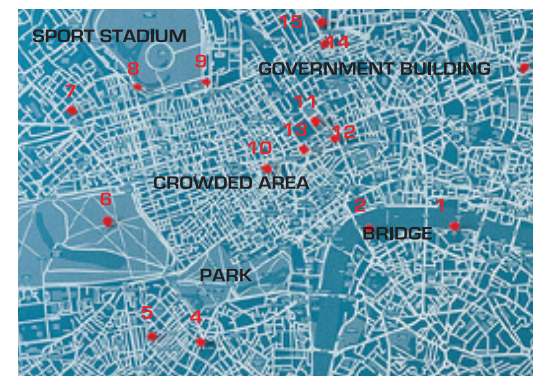 15
SPORT STADIUM
14
9
8
GOVERNMENT BUILDING
7
11
13
12
10
CROWDED AREA
6
2
1
BRIDGE
PARK
5
4